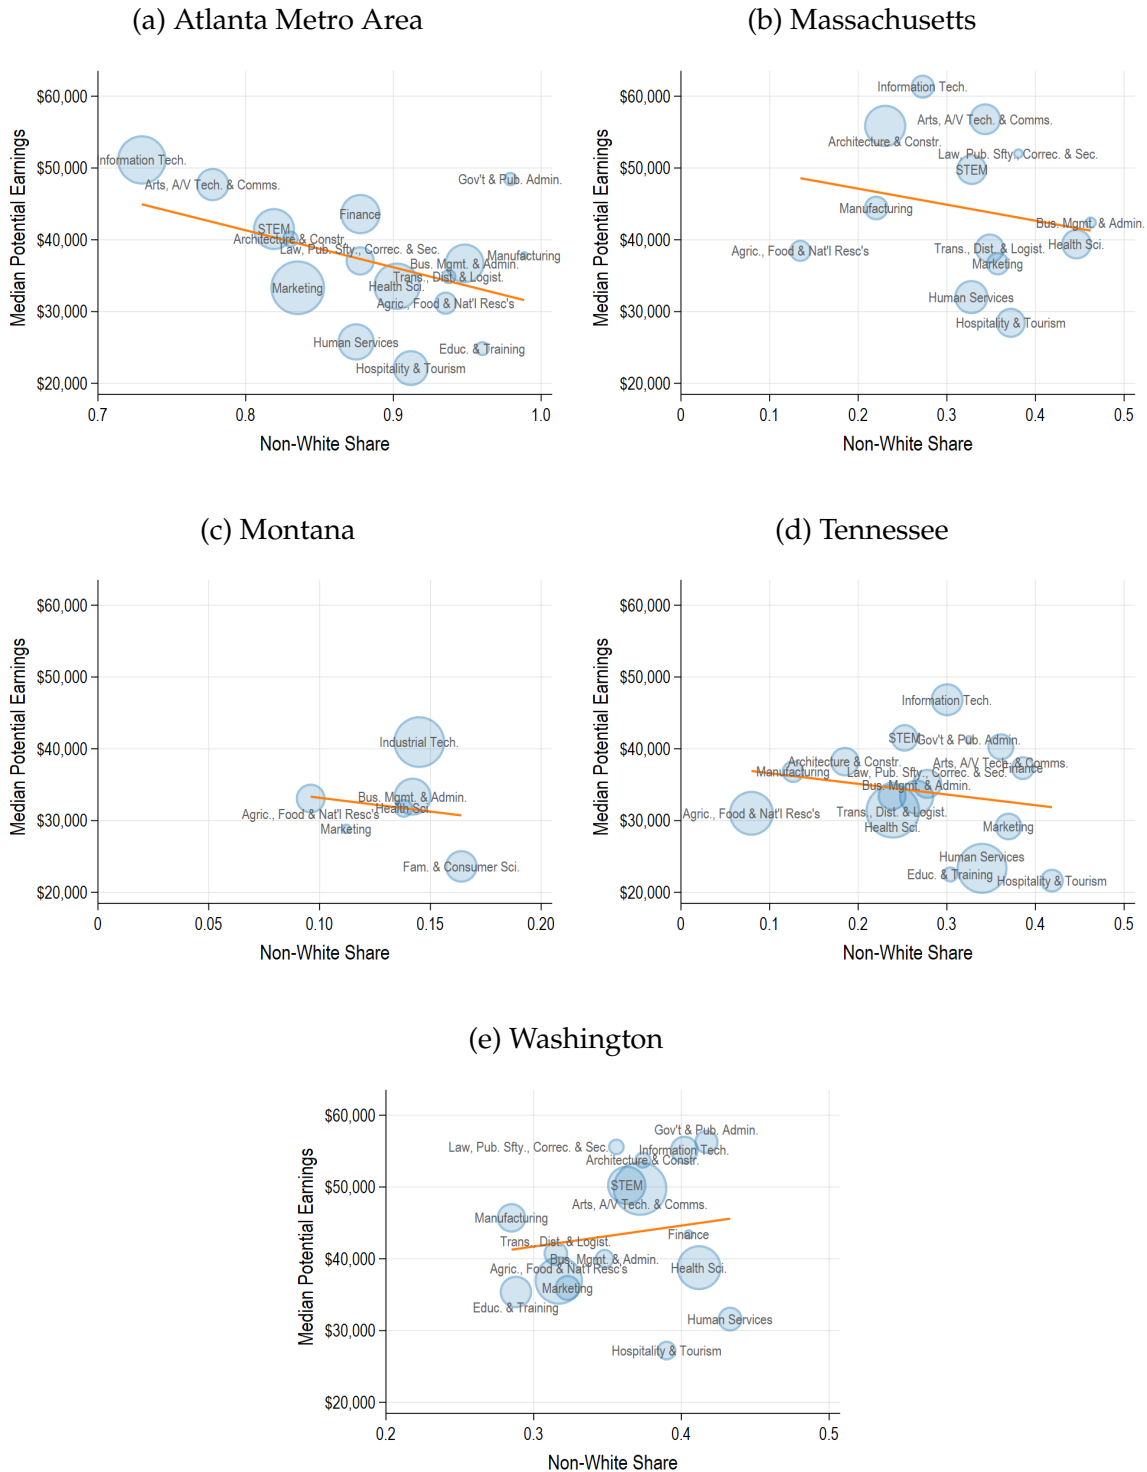 (a) Atlanta Metro Area
Median Potential Earnings
$60,000
$50,000
$40,000
$30,000
$20,000
Information Tech.
Arts, A/V Tech. & Comms.
Gov't & Pub. Admin.
Finance
STEM
Architecture & Constr.
Law, Pub. Sfty., Correc. & Sec.
Manufacturing
Bus. Mgmt. & Admin.
Trans., Dist. & Logist.
Health Sci.
Marketing
Agric., Food & Nat'l Resc's
Human Services
Educ. & Training
Hospitality & Tourism
0.7 0.8 0.9 1.0
Non-White Share
(b) Massachusetts
Median Potential Earnings
$60,000
$50,000
$40,000
$30,000
$20,000
Information Tech.
Arts, A/V Tech. & Comms.
Architecture & Constr.
Law, Pub. Sfty., Correc. & Sec.
STEM
Manufacturing
Bus. Mgmt. & Admin.
Health Sci.
Agric., Food & Nat'l Resc's
Trans., Dist. & Logist.
Marketing
Human Services
Hospitality & Tourism
0 0.1 0.2 0.3 0.4 0.5
Non-White Share
(c) Montana
Median Potential Earnings
$60,000
$50,000
$40,000
$30,000
$20,000
Industrial Tech.
Bus. Mgmt. & Admin.
Health Sci.
Agric., Food & Nat'l Resc's
Marketing
Fam. & Consumer Sci.
0 0.05 0.10 0.15 0.20
Non-White Share
(d) Tennessee
Median Potential Earnings
$60,000
$50,000
$40,000
$30,000
$20,000
Information Tech.
STEM
Gov't & Pub. Admin.
Architecture & Constr.
Arts, A/V Tech. & Comms.
Finance
Manufacturing
Law, Pub. Sfty., Correc. & Sec.
Bus. Mgmt. & Admin.
Agric., Food & Nat'l Resc's
Trans., Dist. & Logist.
Health Sci.
Marketing
Human Services
Educ. & Training
Hospitality & Tourism
0 0.1 0.2 0.3 0.4 0.5
Non-White Share
(e) Washington
Median Potential Earnings
$60,000
$50,000
$40,000
$30,000
$20,000
Gov't & Pub. Admin.
Law, Pub. Sfty., Correc. & Sec.
Information Tech.
Architecture & Constr.
STEM
Arts, A/V Tech. & Comms.
Manufacturing
Finance
Trans., Dist. & Logist.
Bus. Mgmt. & Admin.
Agric., Food & Nat'l Resc's
Health Sci.
Marketing
Educ. & Training
Human Services
Hospitality & Tourism
0.2 0.3 0.4 0.5
Non-White Share